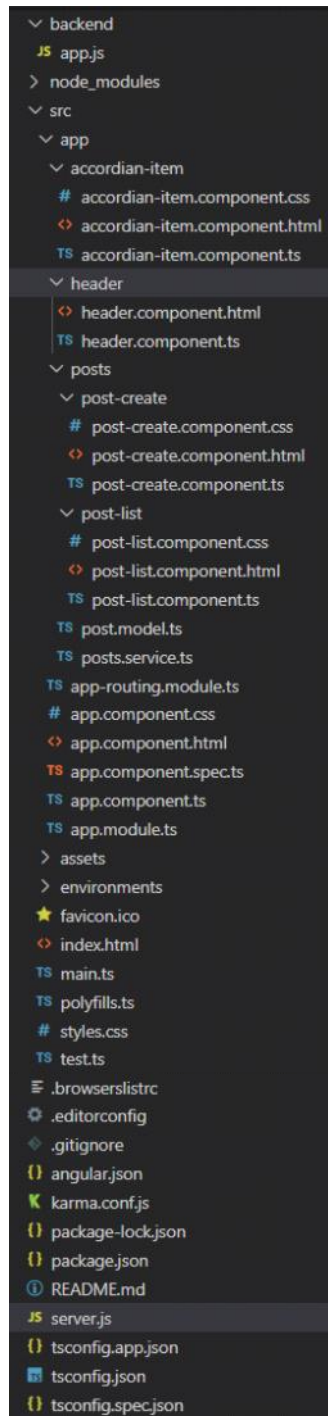 backend
JS app.js
node_modules
src
app
accordian-item
# accordian-item.component.css
<> accordian-item.component.html
TS accordian-item.component.ts
header
<> header.component.html
TS header.component.ts
posts
post-create
# post-create.component.css
<> post-create.component.html
TS post-create.component.ts
post-list
# post-list.component.css
<> post-list.component.html
TS post-list.component.ts
TS post.model.ts
TS posts.service.ts
TS app-routing.module.ts
# app.component.css
<> app.component.html
TS app.component.spec.ts
TS app.component.ts
TS app.module.ts
assets
environments
favicon.ico
<> index.html
TS main.ts
TS polyfills.ts
# styles.css
TS test.ts
.browserslistrc
.editorconfig
.gitignore
{} angular.json
K karma.conf.js
{} package-lock.json
{} package.json
README.md
JS server.js
{} tsconfig.app.json
TS tsconfig.json
{} tsconfig.spec.json